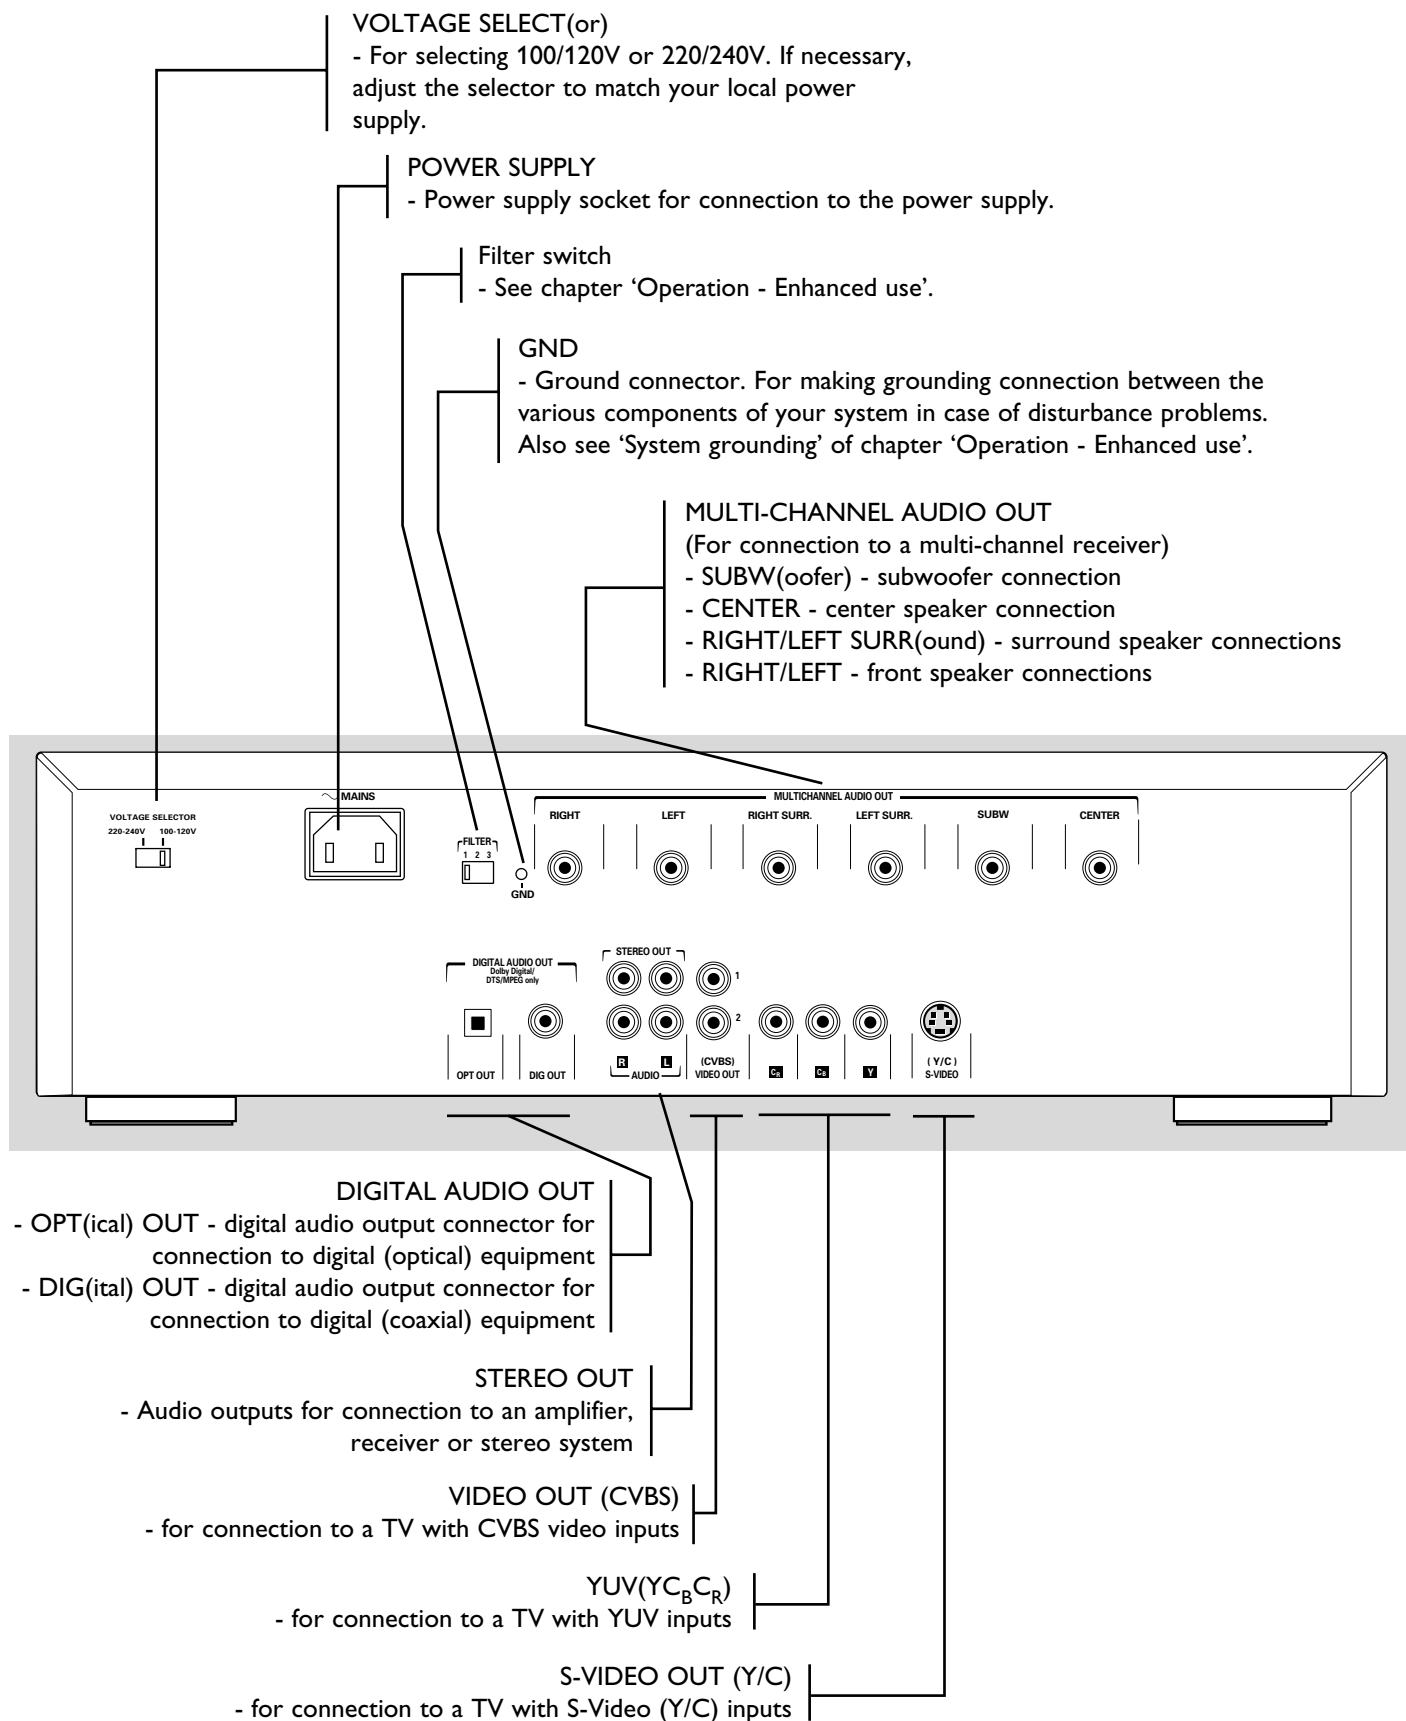 VOLTAGE SELECT(or)
- For selecting 100/120V or 220/240V. If necessary,
adjust the selector to match your local power
supply.
POWER SUPPLY
- Power supply socket for connection to the power supply.
Filter switch
- See chapter ‘Operation - Enhanced use’.
GND
- Ground connector. For making grounding connection between the
various components of your system in case of disturbance problems.
Also see ‘System grounding’ of chapter ‘Operation - Enhanced use’.
MULTI-CHANNEL AUDIO OUT
(For connection to a multi-channel receiver)
- SUBW(oofer) - subwoofer connection
- CENTER - center speaker connection
- RIGHT/LEFT SURR(ound) - surround speaker connections
- RIGHT/LEFT - front speaker connections
VOLTAGE SELECTOR
220-240V 100-120V
~ MAINS
FILTER
1 2 3
GND
MULTICHANNEL AUDIO OUT
RIGHT LEFT RIGHT SURR. LEFT SURR. SUBW CENTER
DIGITAL AUDIO OUT
Dolby Digital/
DTS/MPEG only
OPT OUT DIG OUT
STEREO OUT
R L
AUDIO
1
2
(CVBS)
VIDEO OUT
CR CB Y
( Y/C )
S-VIDEO
DIGITAL AUDIO OUT
- OPT(ical) OUT - digital audio output connector for
connection to digital (optical) equipment
- DIG(ital) OUT - digital audio output connector for
connection to digital (coaxial) equipment
STEREO OUT
- Audio outputs for connection to an amplifier,
receiver or stereo system
VIDEO OUT (CVBS)
- for connection to a TV with CVBS video inputs
YUV(YCBCR)
- for connection to a TV with YUV inputs
S-VIDEO OUT (Y/C)
- for connection to a TV with S-Video (Y/C) inputs